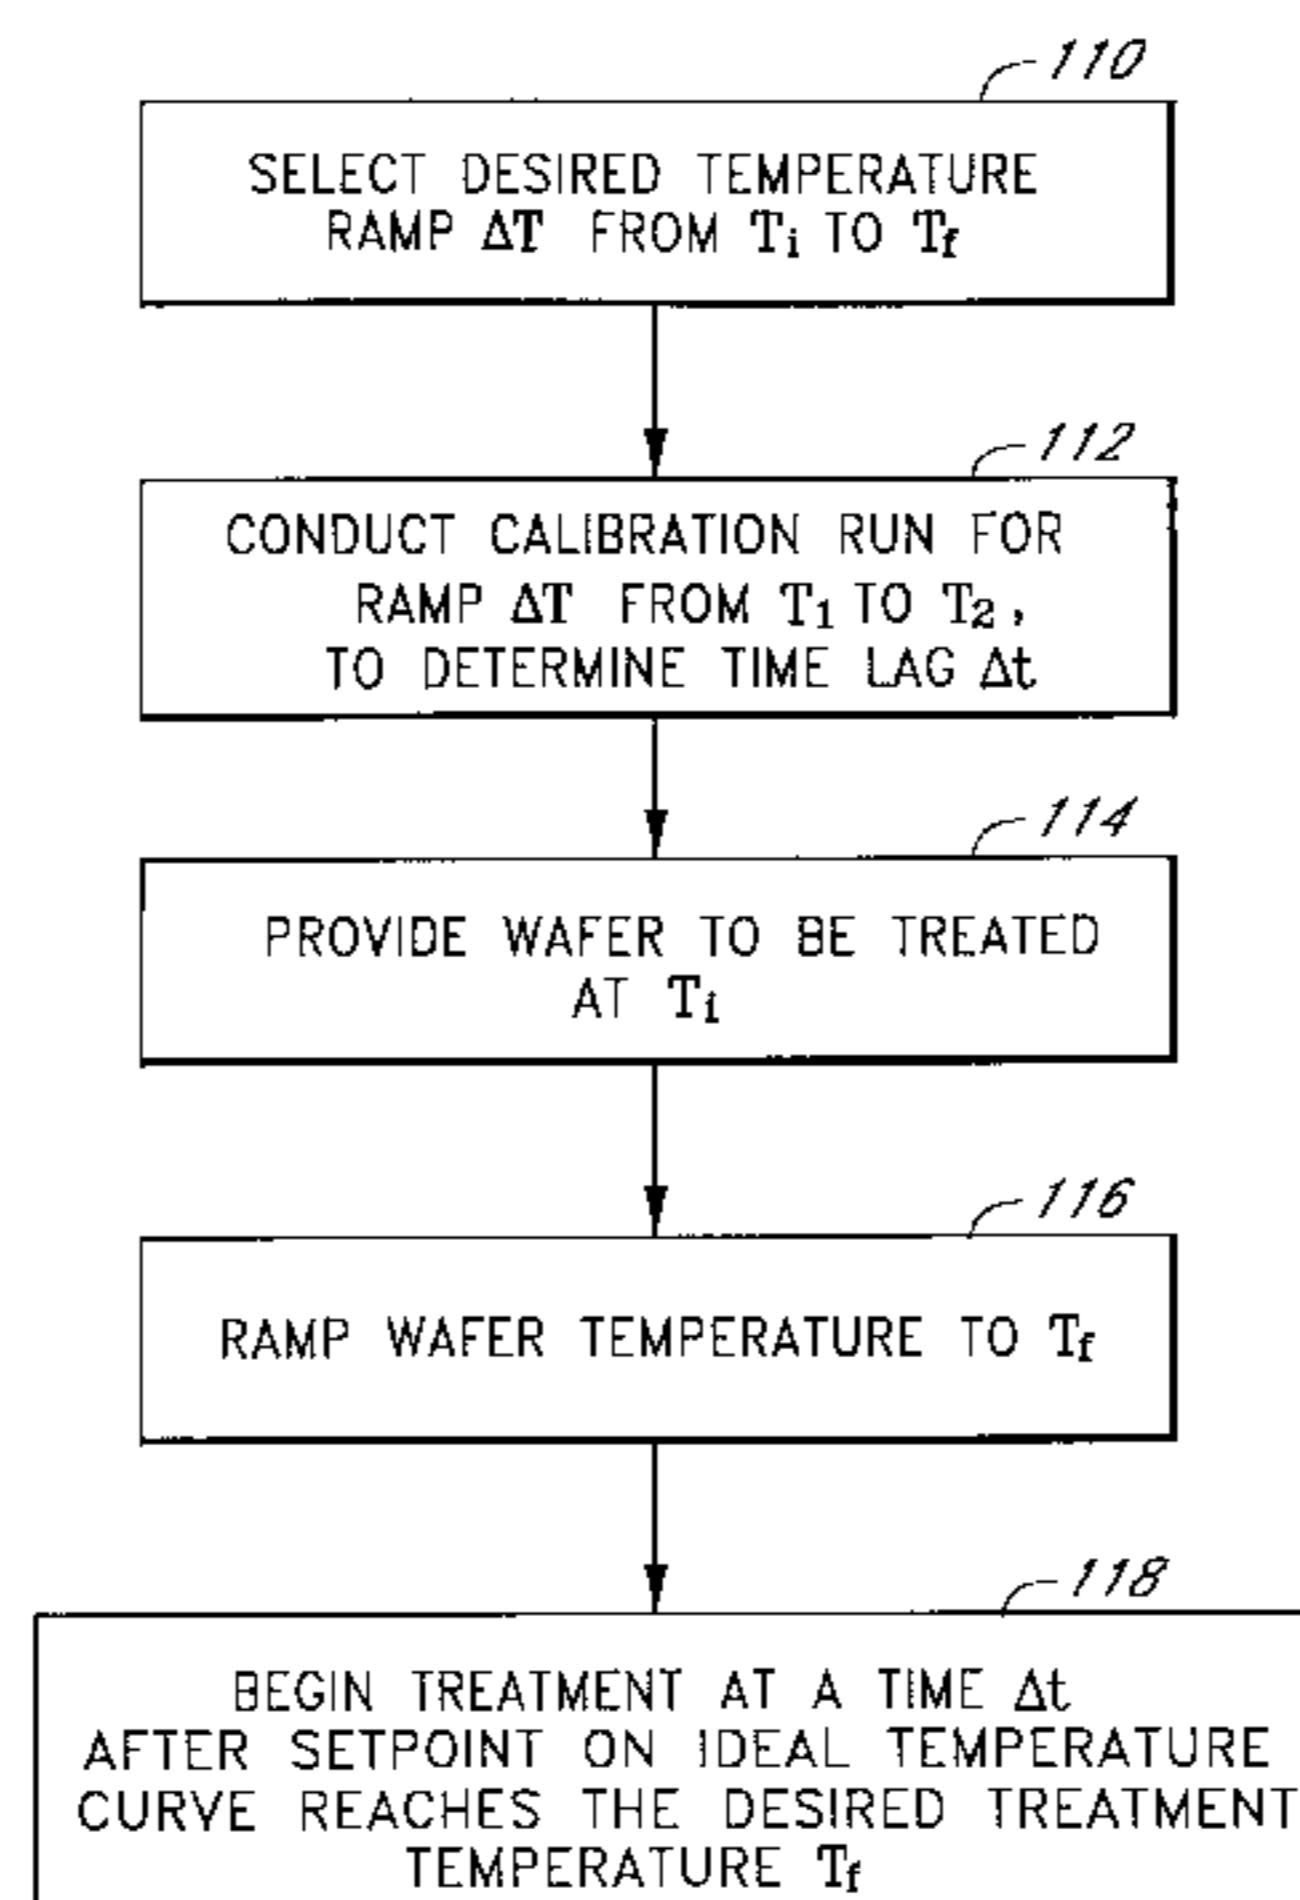 110
SELECT DESIRED TEMPERATURE
RAMP ΔT FROM Ti TO Tf
112
CONDUCT CALIBRATION RUN FOR
RAMP ΔT FROM T1 TO T2,
TO DETERMINE TIME LAG Δt
114
PROVIDE WAFER TO BE TREATED
AT Ti
116
RAMP WAFER TEMPERATURE TO Tf
118
BEGIN TREATMENT AT A TIME Δt
AFTER SETPOINT ON IDEAL TEMPERATURE
CURVE REACHES THE DESIRED TREATMENT
TEMPERATURE Tf